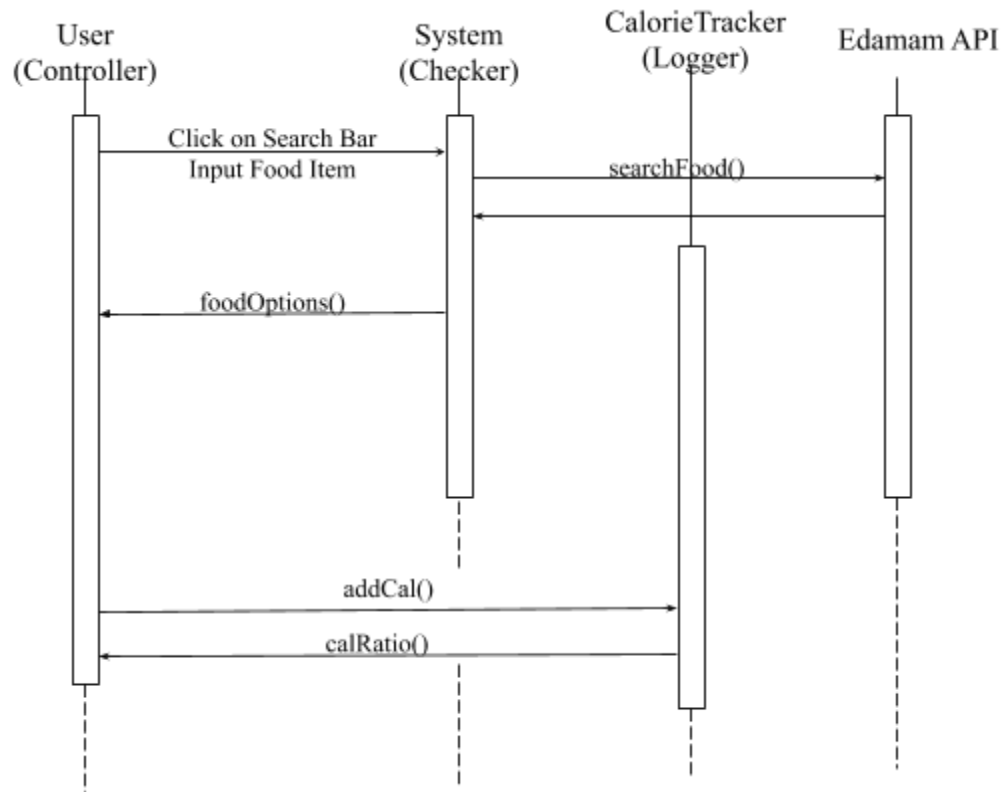 User
(Controller)
System
(Checker)
CalorieTracker
(Logger)
Edamam API
Click on Search Bar
Input Food Item
searchFood()
foodOptions()
addCal()
calRatio()